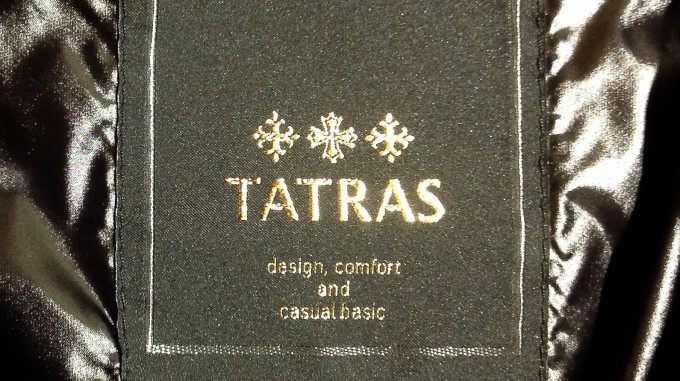 TATRAS
design, comfort
and
casual basic